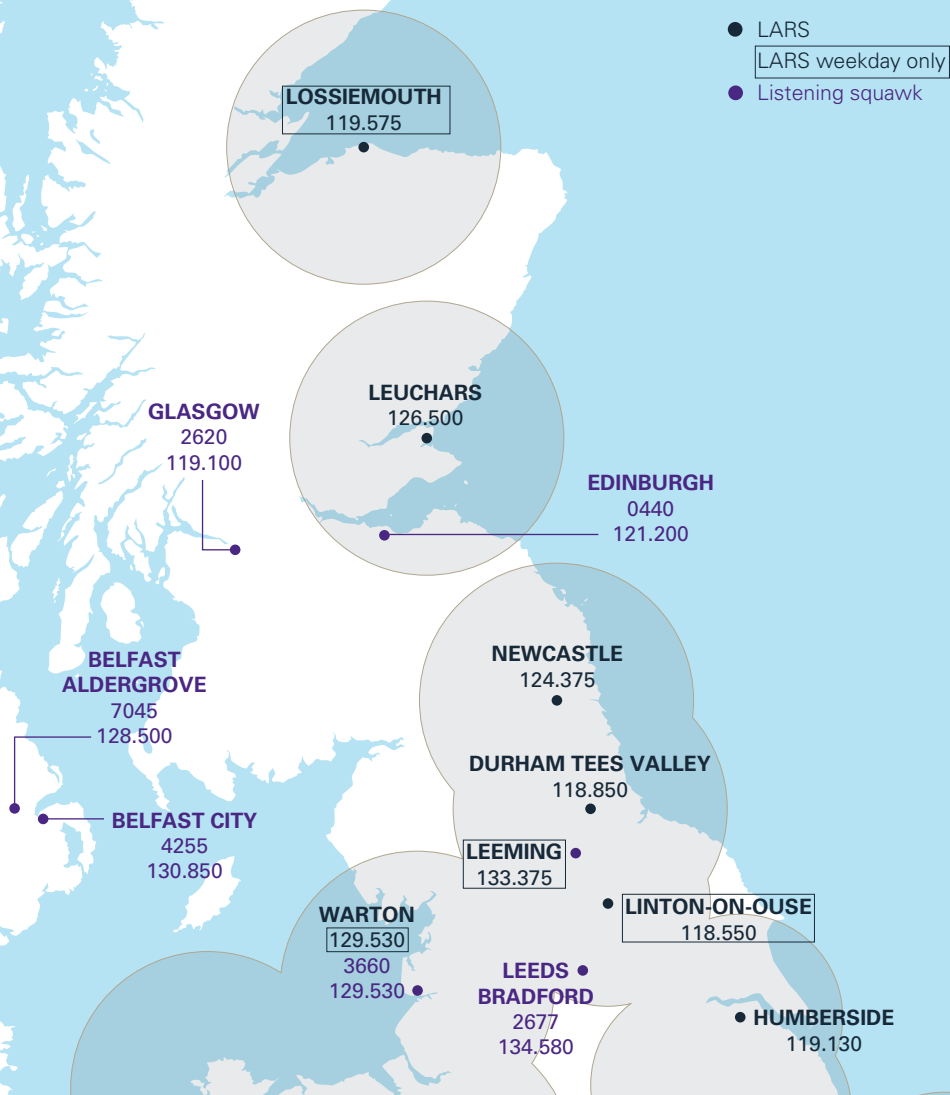 LARS
LARS weekday only
Listening squawk
LOSSIEMOUTH
119.575
LEUCHARS
126.500
GLASGOW
2620
119.100
EDINBURGH
0440
121.200
NEWCASTLE
124.375
BELFAST
ALDERGROVE
7045
128.500
DURHAM TEES VALLEY
118.850
BELFAST CITY
4255
130.850
LEEMING
133.375
LINTON-ON-OUSE
118.550
WARTON
129.530
3660
129.530
LEEDS
BRADFORD
2677
134.580
HUMBERSIDE
119.130